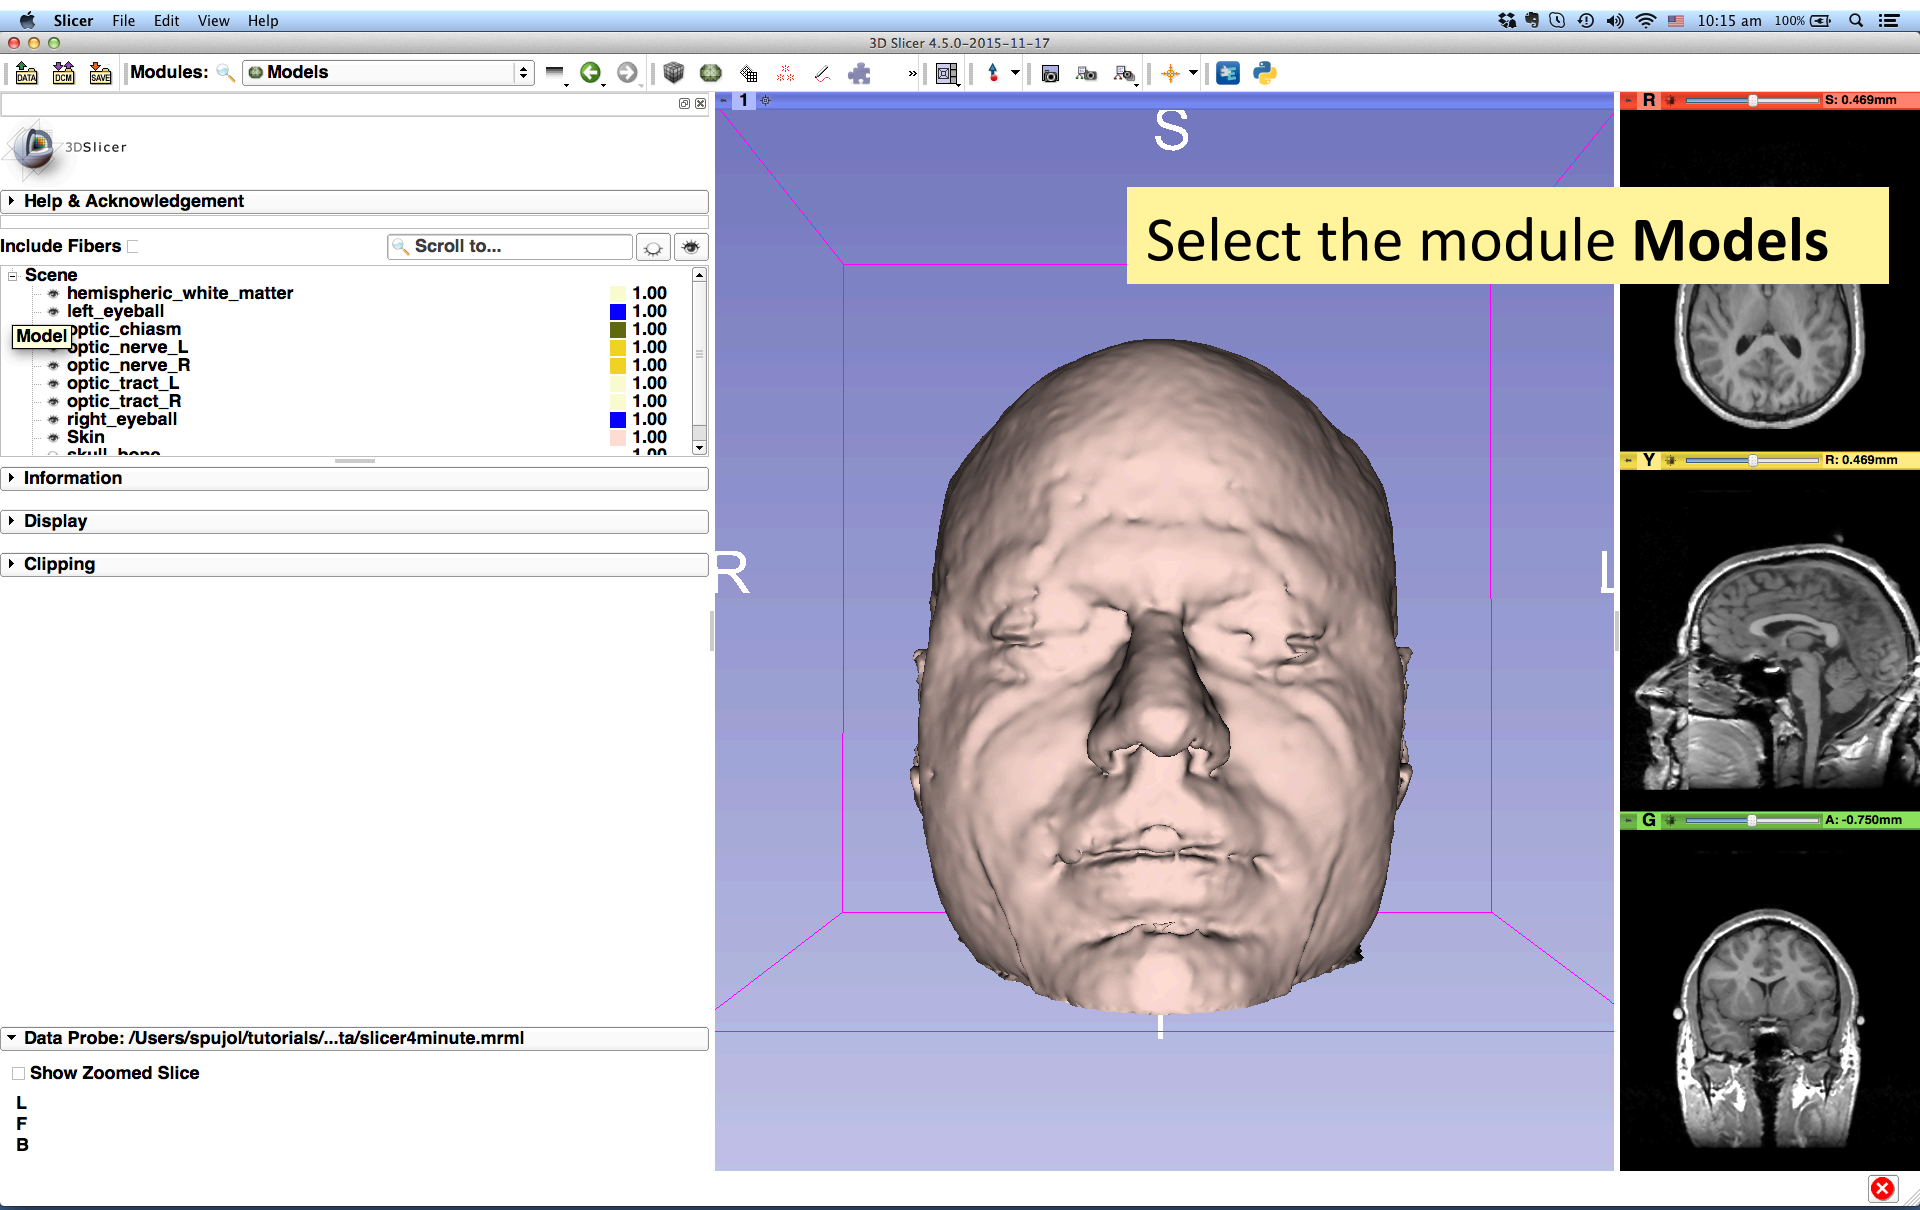 Slicer File Edit View Help
10:15 am 100%
3D Slicer 4.5.0-2015-11-17
DATA DCM SAVE Modules: Models »
1
R S: 0.469mm
3DSlicer
S
Help & Acknowledgement
Select the module Models
Include Fibers Scroll to...
Scene
hemispheric_white_matter 1.00
left_eyeball 1.00
optic_chiasm 1.00
Model
optic_nerve_L 1.00
optic_nerve_R 1.00
optic_tract_L 1.00
optic_tract_R 1.00
right_eyeball 1.00
Skin 1.00
skull_bone 1.00
Y R: 0.469mm
Information
Display
Clipping
R L
G A: -0.750mm
I
Data Probe: /Users/spujol/tutorials/...ta/slicer4minute.mrml
Show Zoomed Slice
L
F
B